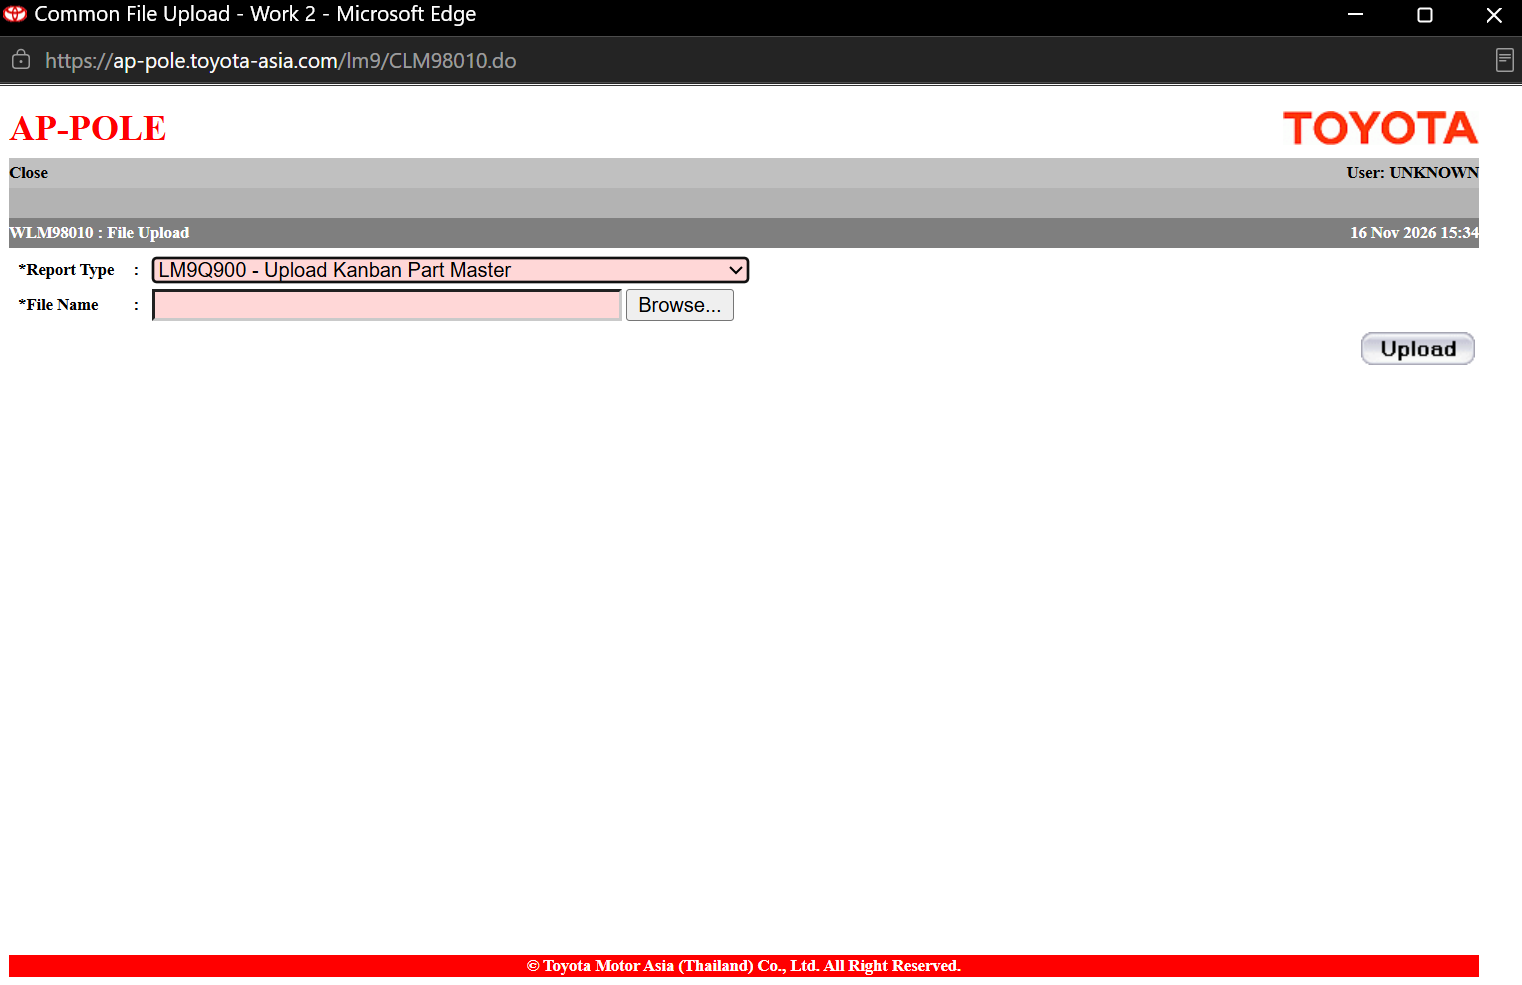 Common File Upload - Work 2 - Microsoft Edge
https://ap-pole.toyota-asia.com/lm9/CLM98010.do
AP-POLE
TOYOTA
Close
User: UNKNOWN
WLM98010 : File Upload
16 Nov 2026 15:34
*Report Type : LM9Q900 - Upload Kanban Part Master
*File Name : Browse...
Upload
© Toyota Motor Asia (Thailand) Co., Ltd. All Right Reserved.